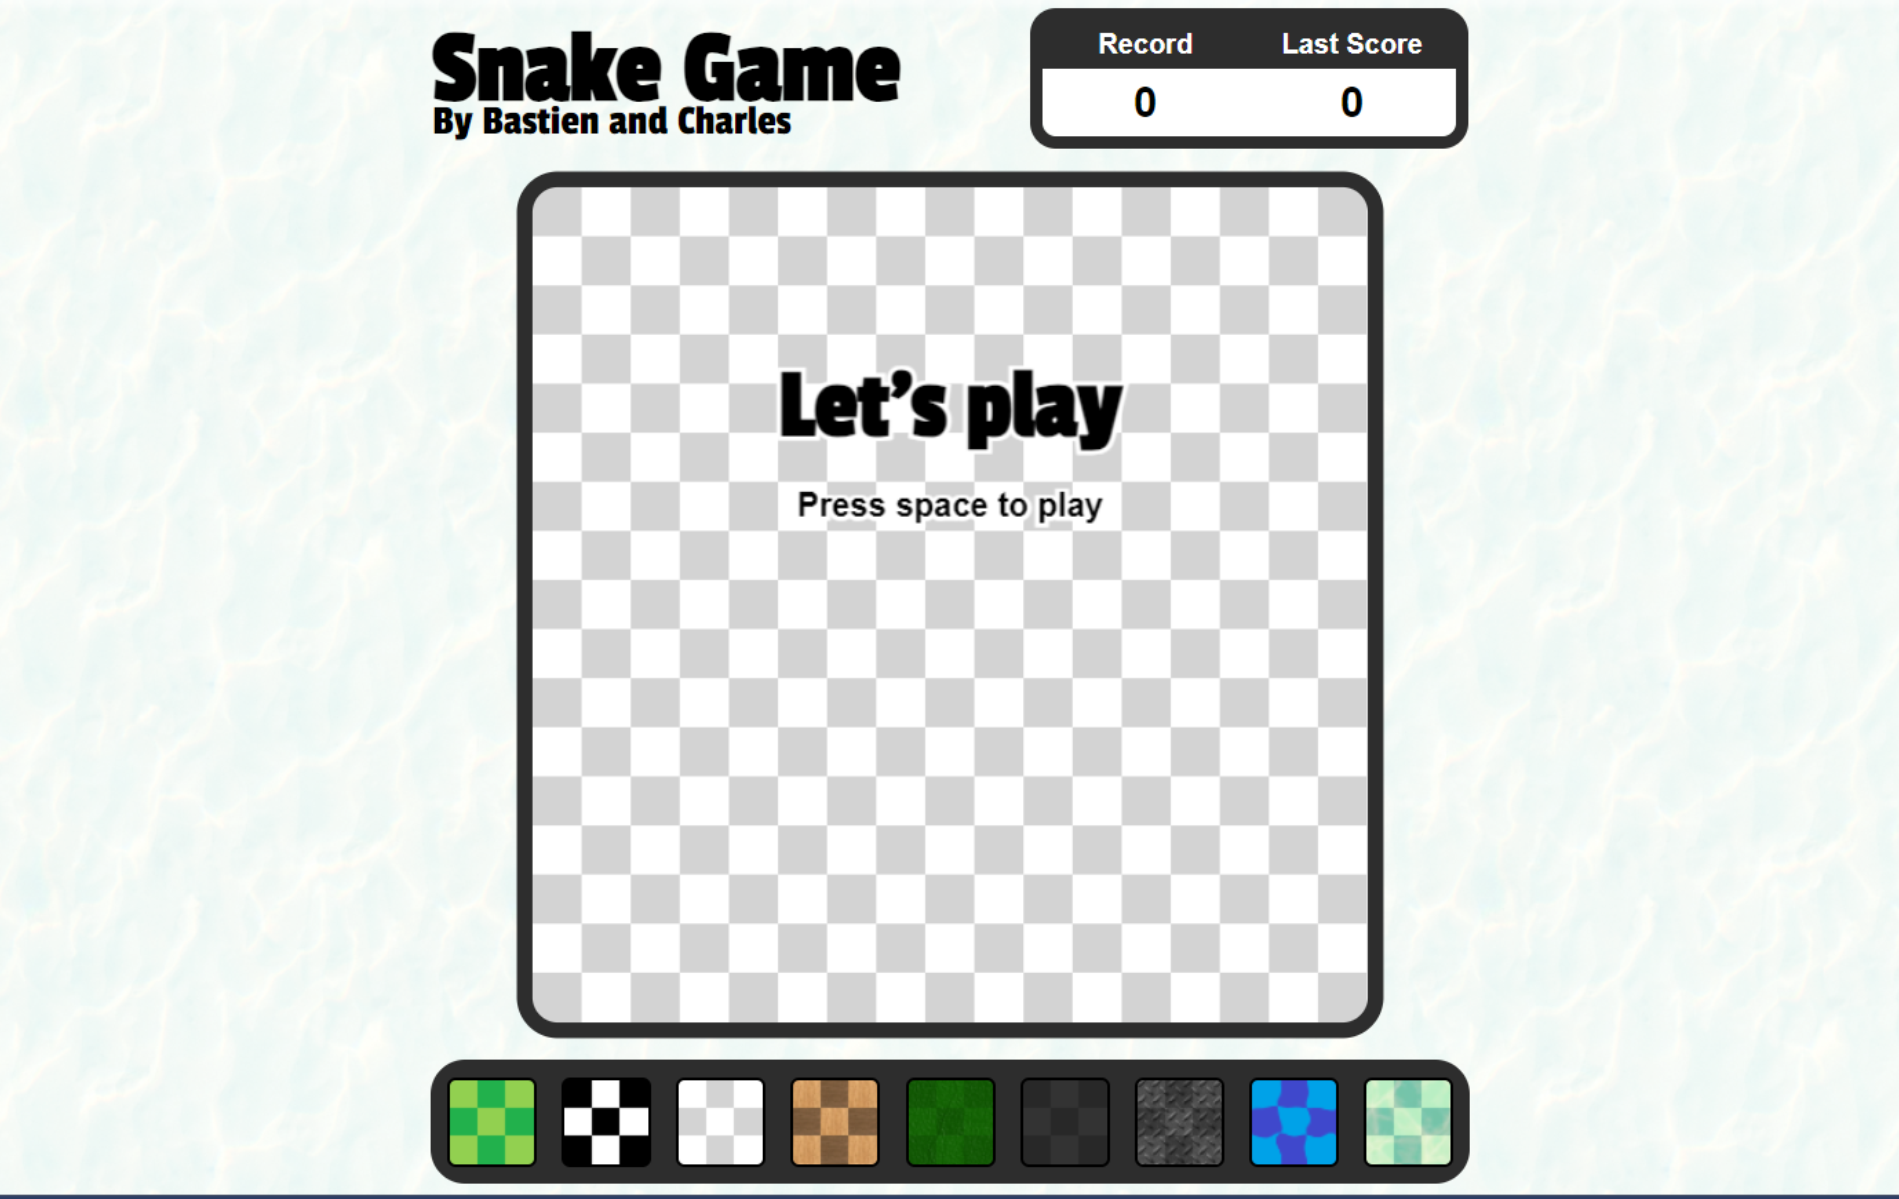 Snake Game
By Bastien and Charles
Record Last Score
0 0
Let's play
Press space to play